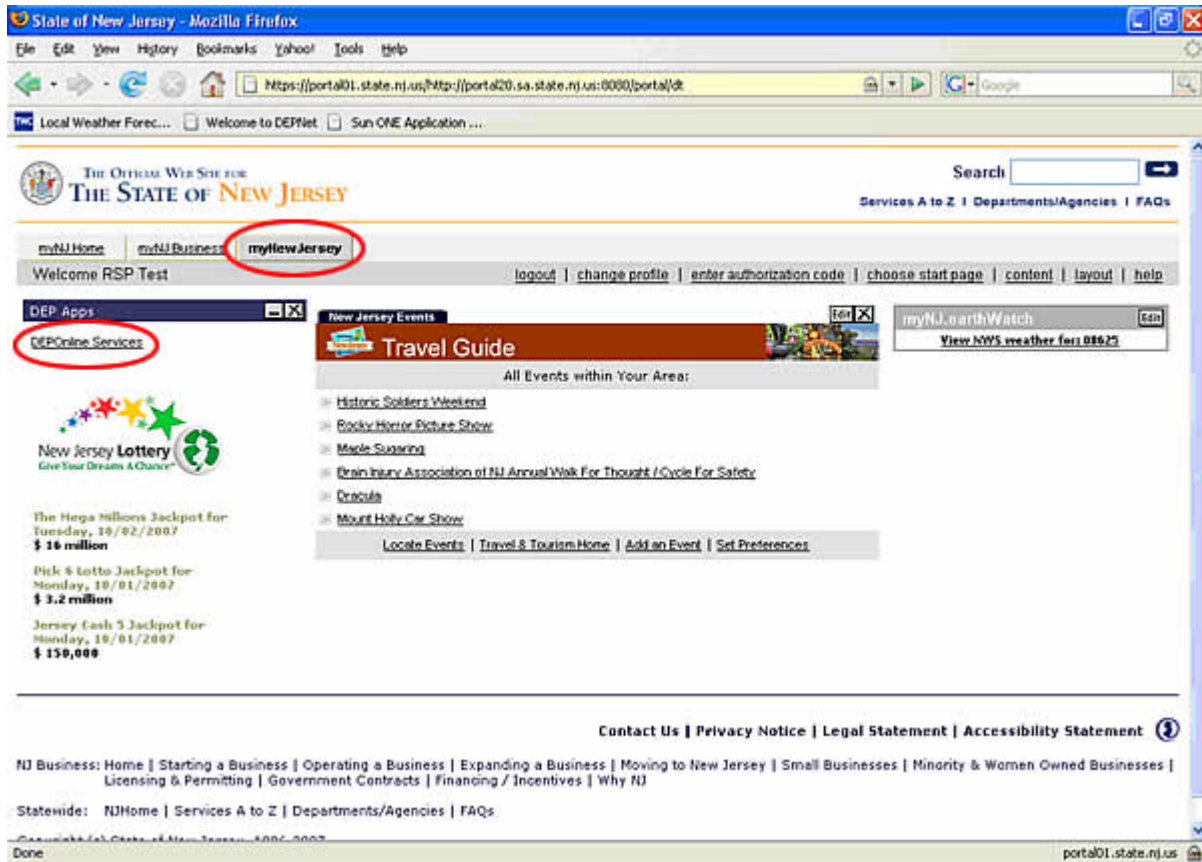 State of New Jersey - Mozilla Firefox
File Edit View History Bookmarks Yahoo! Tools Help
https://portal01.state.nj.us/http://portal20.sa.state.nj.us:8080/portal/dt
Google
TWC Local Weather Forec... Welcome to DEPNet Sun ONE Application ...
THE OFFICIAL WEB SITE FOR
THE STATE OF NEW JERSEY
Search
Services A to Z | Departments/Agencies | FAQs
myNJ Home myNJ Business myNewJersey
Welcome RSP Test
logout | change profile | enter authorization code | choose start page | content | layout | help
DEP Apps
DEPOnline Services
New Jersey Lottery
Give Your Dreams A Chance
The Mega Millions Jackpot for
Tuesday, 10/02/2007
$ 16 million
Pick 6 Lotto Jackpot for
Monday, 10/01/2007
$ 3.2 million
Jersey Cash 5 Jackpot for
Monday, 10/01/2007
$ 150,000
New Jersey Events
Edit
Travel Guide
All Events within Your Area:
Historic Soldiers Weekend
Rocky Horror Picture Show
Maple Sugaring
Brain Injury Association of NJ Annual Walk For Thought / Cycle For Safety
Dracula
Mount Holly Car Show
Locate Events | Travel & Tourism Home | Add an Event | Set Preferences
myNJ.earthWatch
Edit
View NWS weather for: 08625
Contact Us | Privacy Notice | Legal Statement | Accessibility Statement
NJ Business: Home | Starting a Business | Operating a Business | Expanding a Business | Moving to New Jersey | Small Businesses | Minority & Women Owned Businesses |
Licensing & Permitting | Government Contracts | Financing / Incentives | Why NJ
Statewide: NJHome | Services A to Z | Departments/Agencies | FAQs
Copyright (c) State of New Jersey, 1996-2007
Done
portal01.state.nj.us